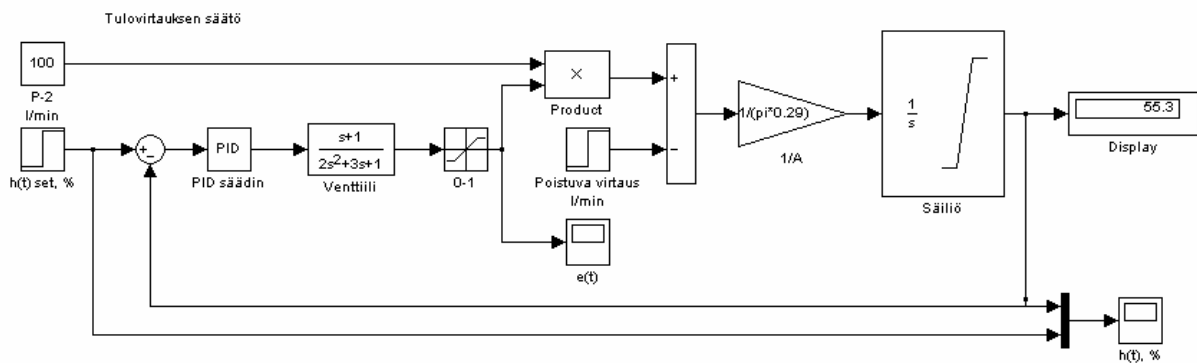 Tulovirtauksen säätö
100
P-2
l/min
h(t) set, %
+
−
PID
PID säädin
s+1
2s²+3s+1
Venttiili
0-1
×
Product
Poistuva virtaus
l/min
e(t)
+
−
1/(pi*0.29)
1/A
1
s
Säiliö
55.3
Display
h(t), %